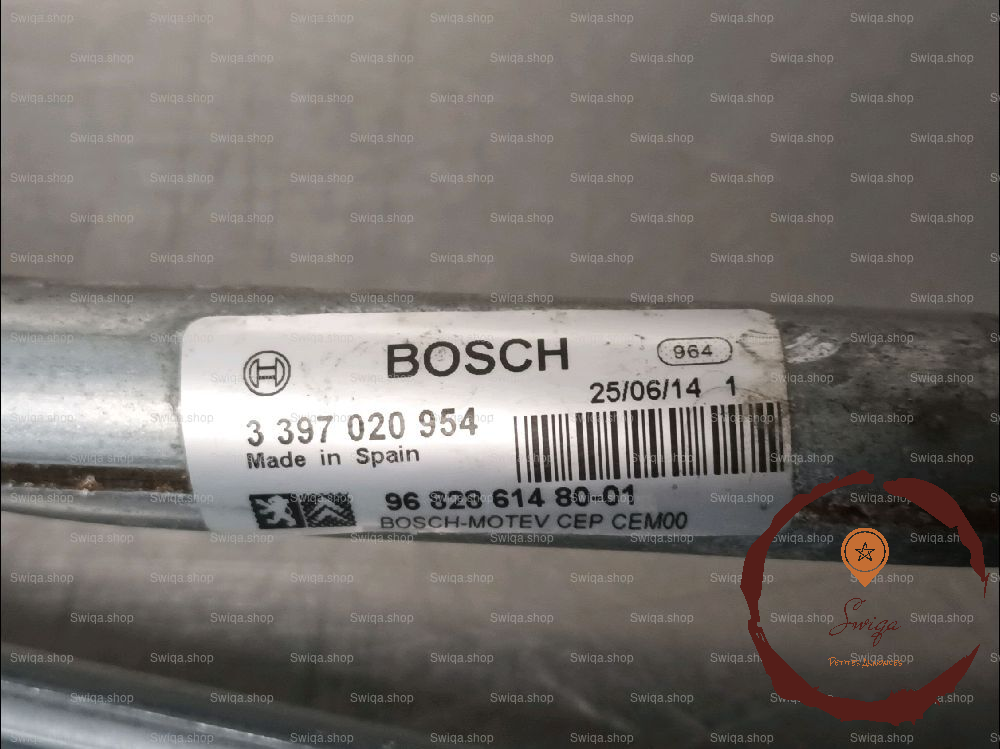 BOSCH
964
25/06/14 1
3 397 020 954
Made in Spain
96 828 614 80-01
BOSCH-MOTEV CEP CEM00
Swiqa
Swiqa.shop